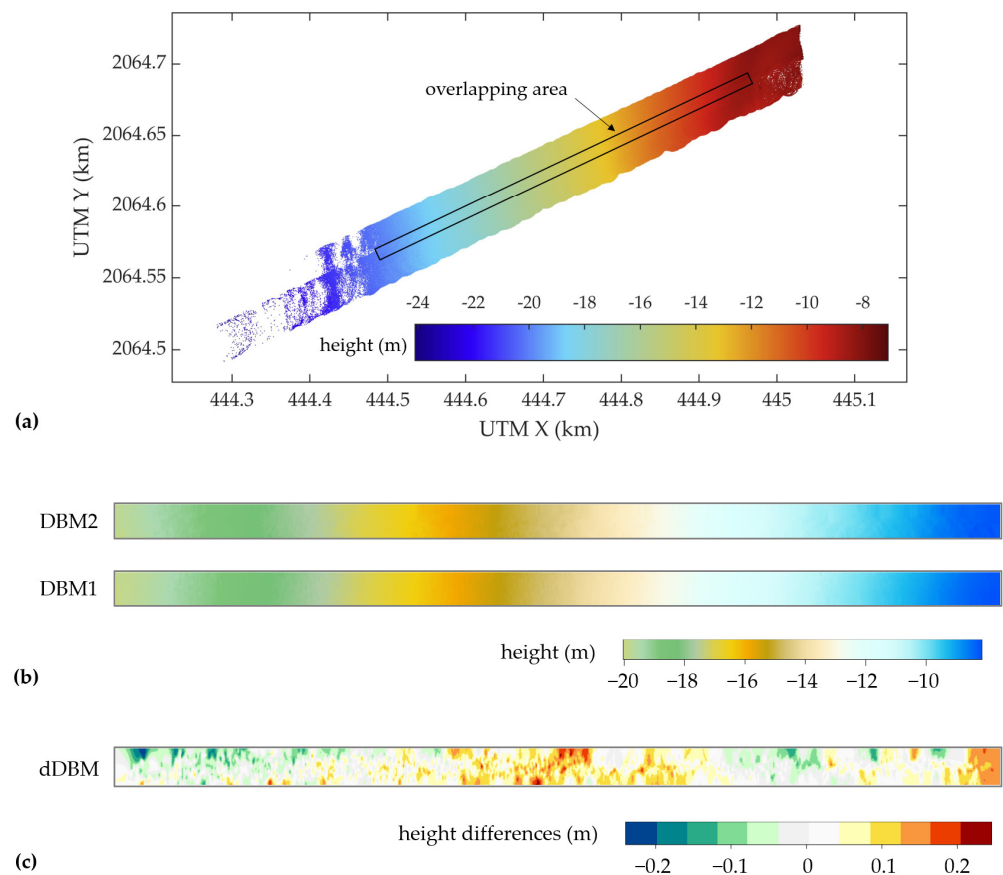 2064.7
overlapping area
2064.65
UTM Y (km)
2064.6
2064.55
-24 -22 -20 -18 -16 -14 -12 -10 -8
height (m)
2064.5
444.3 444.4 444.5 444.6 444.7 444.8 444.9 445 445.1
(a)
UTM X (km)
DBM2
DBM1
height (m)
−20 −18 −16 −14 −12 −10
(b)
dDBM
height differences (m)
−0.2 −0.1 0 0.1 0.2
(c)